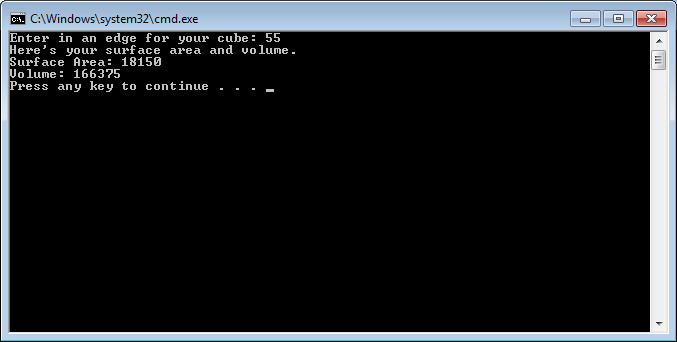 C:\Windows\system32\cmd.exe
Enter in an edge for your cube: 55
Here's your surface area and volume.
Surface Area: 18150
Volume: 166375
Press any key to continue . . . _